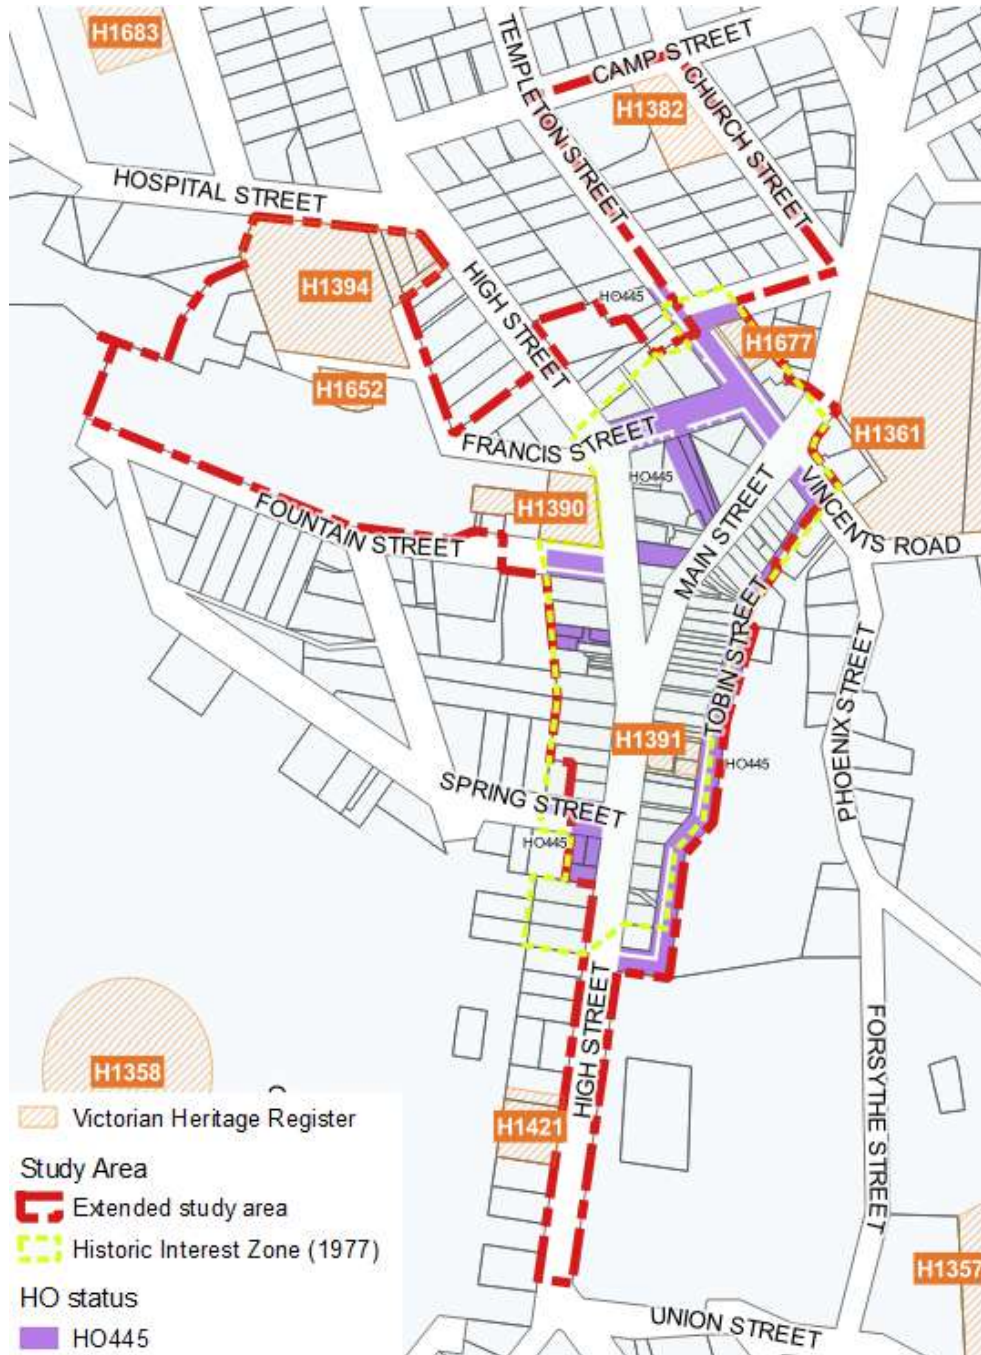 H1683
CAMP STREET
TEMPLETON STREET
H1382
CHURCH STREET
HOSPITAL STREET
H1394
HIGH STREET
HO445
H1677
H1652
H1361
FRANCIS STREET
HO445
VINCENTS ROAD
H1390
FOUNTAIN STREET
MAIN STREET
TOBIN STREET
PHOENIX STREET
HO445
H1391
SPRING STREET
HO445
HIGH STREET
FORSYTHE STREET
H1358
H1421
H1357
UNION STREET
Victorian Heritage Register
Study Area
Extended study area
Historic Interest Zone (1977)
HO status
HO445